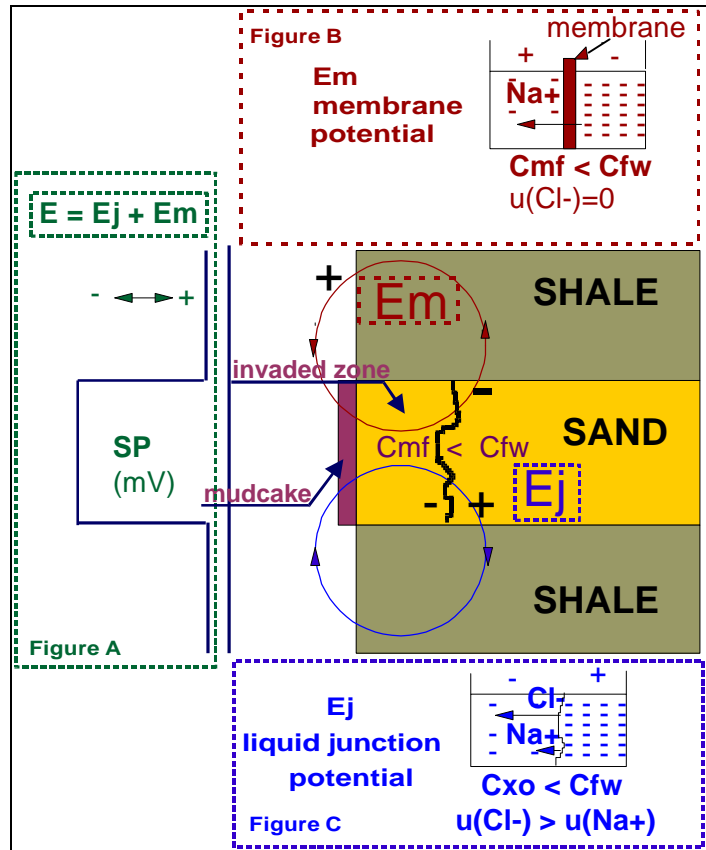 Figure B
membrane
+ -
Em
membrane
potential
- -
Na+
- -
Cmf < Cfw
u(Cl-)=0
E = Ej + Em
- +
+
Em
SHALE
invaded zone
-
SP
(mV)
Cmf < Cfw
SAND
mudcake
- +
Ej
SHALE
Figure A
- +
Ej
liquid junction
potential
Cl-
Na+
Cxo < Cfw
u(Cl-) > u(Na+)
Figure C